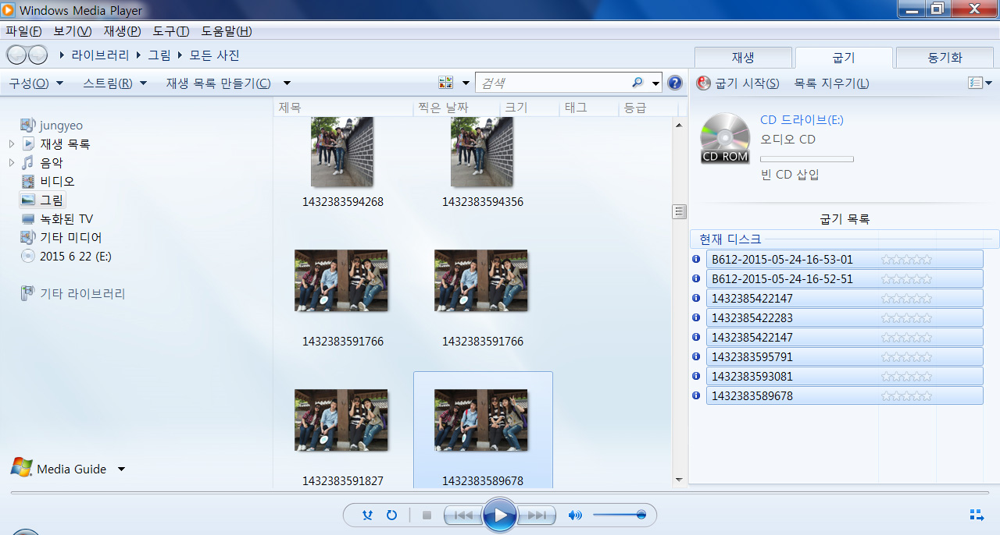 Windows Media Player
파일(F) 보기(V) 재생(P) 도구(T) 도움말(H)
라이브러리 그림 모든 사진
재생 굽기 동기화
구성(O) 스트림(R) 재생 목록 만들기(C) 검색 굽기 시작(S) 목록 지우기(L)
제목 찍은 날짜 크기 태그 등급
jungyeo
재생 목록
음악
비디오
그림
녹화된 TV
기타 미디어
2015 6 22 (E:)
기타 라이브러리
Media Guide
1432383594268 1432383594356
1432383591766 1432383591766
1432383591827 1432383589678
CD ROM
CD 드라이브(E:)
오디오 CD
빈 CD 삽입
굽기 목록
현재 디스크
B612-2015-05-24-16-53-01
B612-2015-05-24-16-52-51
1432385422147
1432385422283
1432385422147
1432383595791
1432383593081
1432383589678